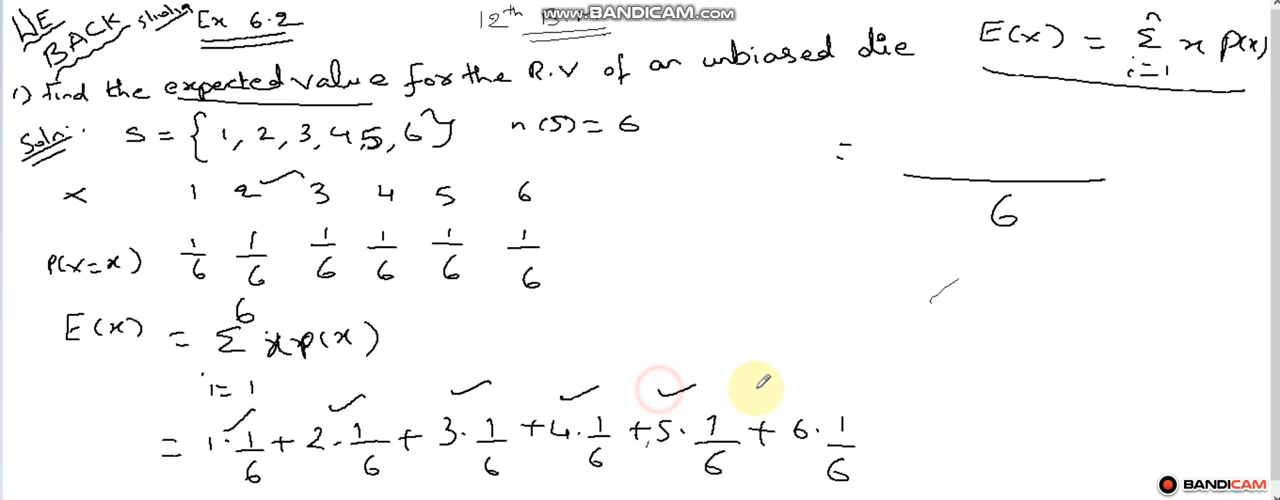 WE BACK
Ex 6.2
12th
www.BANDICAM.com
1) Find the expected value for the R.V of an unbiased die
E(x) = Σ x p(x)
n
i=1
Soln:
S = { 1, 2, 3, 4, 5, 6 } n(S) = 6
x 1 2 3 4 5 6
P(X=x) 1/6 1/6 1/6 1/6 1/6 1/6
=
6
E(x) = Σ x p(x)
6
i=1
= 1·1/6 + 2·1/6 + 3·1/6 + 4·1/6 + 5·1/6 + 6·1/6
BANDICAM